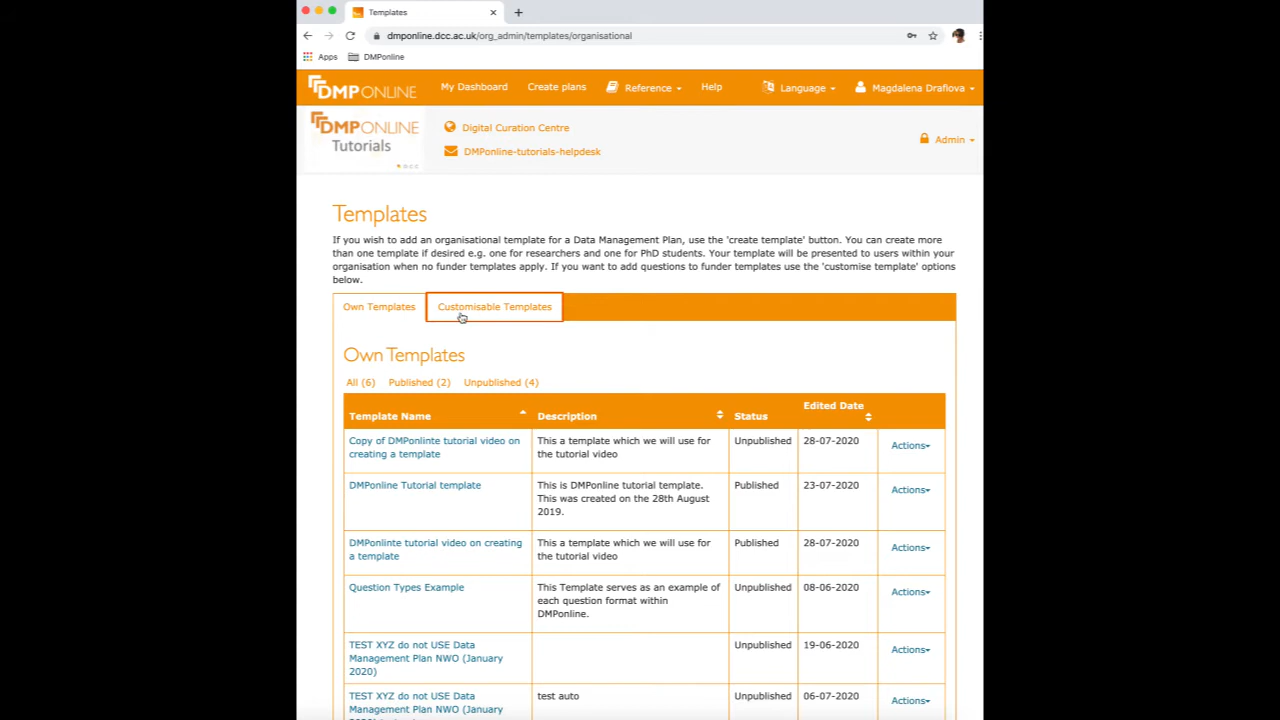 Templates
dmponline.dcc.ac.uk/org_admin/templates/organisational
Apps DMPonline
DMPONLINE My Dashboard Create plans Reference Help Language Magdalena Draflova
DMPONLINE
Tutorials
DCC
Digital Curation Centre
DMPonline-tutorials-helpdesk
Admin
Templates
If you wish to add an organisational template for a Data Management Plan, use the 'create template' button. You can create more
than one template if desired e.g. one for researchers and one for PhD students. Your template will be presented to users within your
organisation when no funder templates apply. If you want to add questions to funder templates use the 'customise template' options
below.
Own Templates Customisable Templates
Own Templates
All (6) Published (2) Unpublished (4)
Template Name Description Status Edited Date
Copy of DMPonlinte tutorial video on
creating a template
This a template which we will use for
the tutorial video
Unpublished 28-07-2020 Actions
DMPonline Tutorial template
This is DMPonline tutorial template.
This was created on the 28th August
2019.
Published 23-07-2020 Actions
DMPonlinte tutorial video on creating
a template
This a template which we will use for
the tutorial video
Published 28-07-2020 Actions
Question Types Example
This Template serves as an example of
each question format within
DMPonline.
Unpublished 08-06-2020 Actions
TEST XYZ do not USE Data
Management Plan NWO (January
2020)
Unpublished 19-06-2020 Actions
TEST XYZ do not USE Data
Management Plan NWO (January
test auto
Unpublished 06-07-2020 Actions